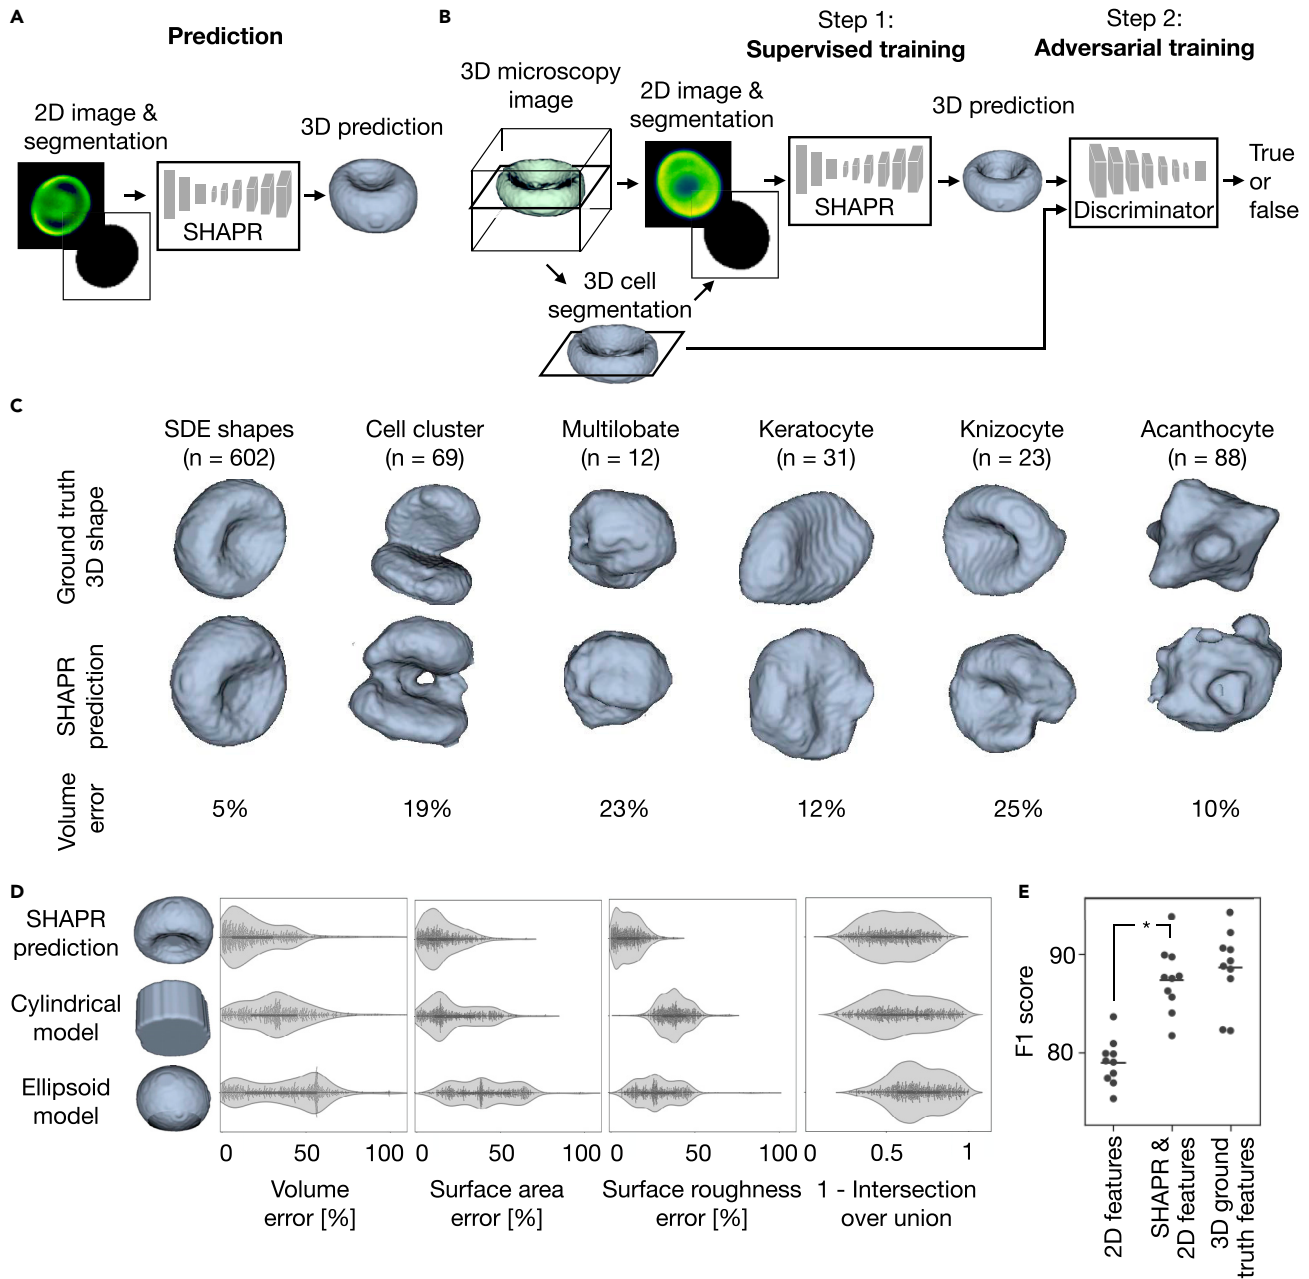 A
Prediction
2D image &
segmentation
3D prediction
SHAPR
B
Step 1:
Supervised training
Step 2:
Adversarial training
3D microscopy
image
2D image &
segmentation
3D prediction
SHAPR
Discriminator
True
or
false
3D cell
segmentation
C
SDE shapes
(n = 602)
Cell cluster
(n = 69)
Multilobate
(n = 12)
Keratocyte
(n = 31)
Knizocyte
(n = 23)
Acanthocyte
(n = 88)
Ground truth
3D shape
SHAPR
prediction
Volume
error
5%
19%
23%
12%
25%
10%
D
SHAPR
prediction
Cylindrical
model
Ellipsoid
model
0 50 100
Volume
error [%]
0 50 100
Surface area
error [%]
0 50 100
Surface roughness
error [%]
0 0.5 1
1 - Intersection
over union
E
F1 score
90
80
*
2D features
SHAPR &
2D features
3D ground
truth features